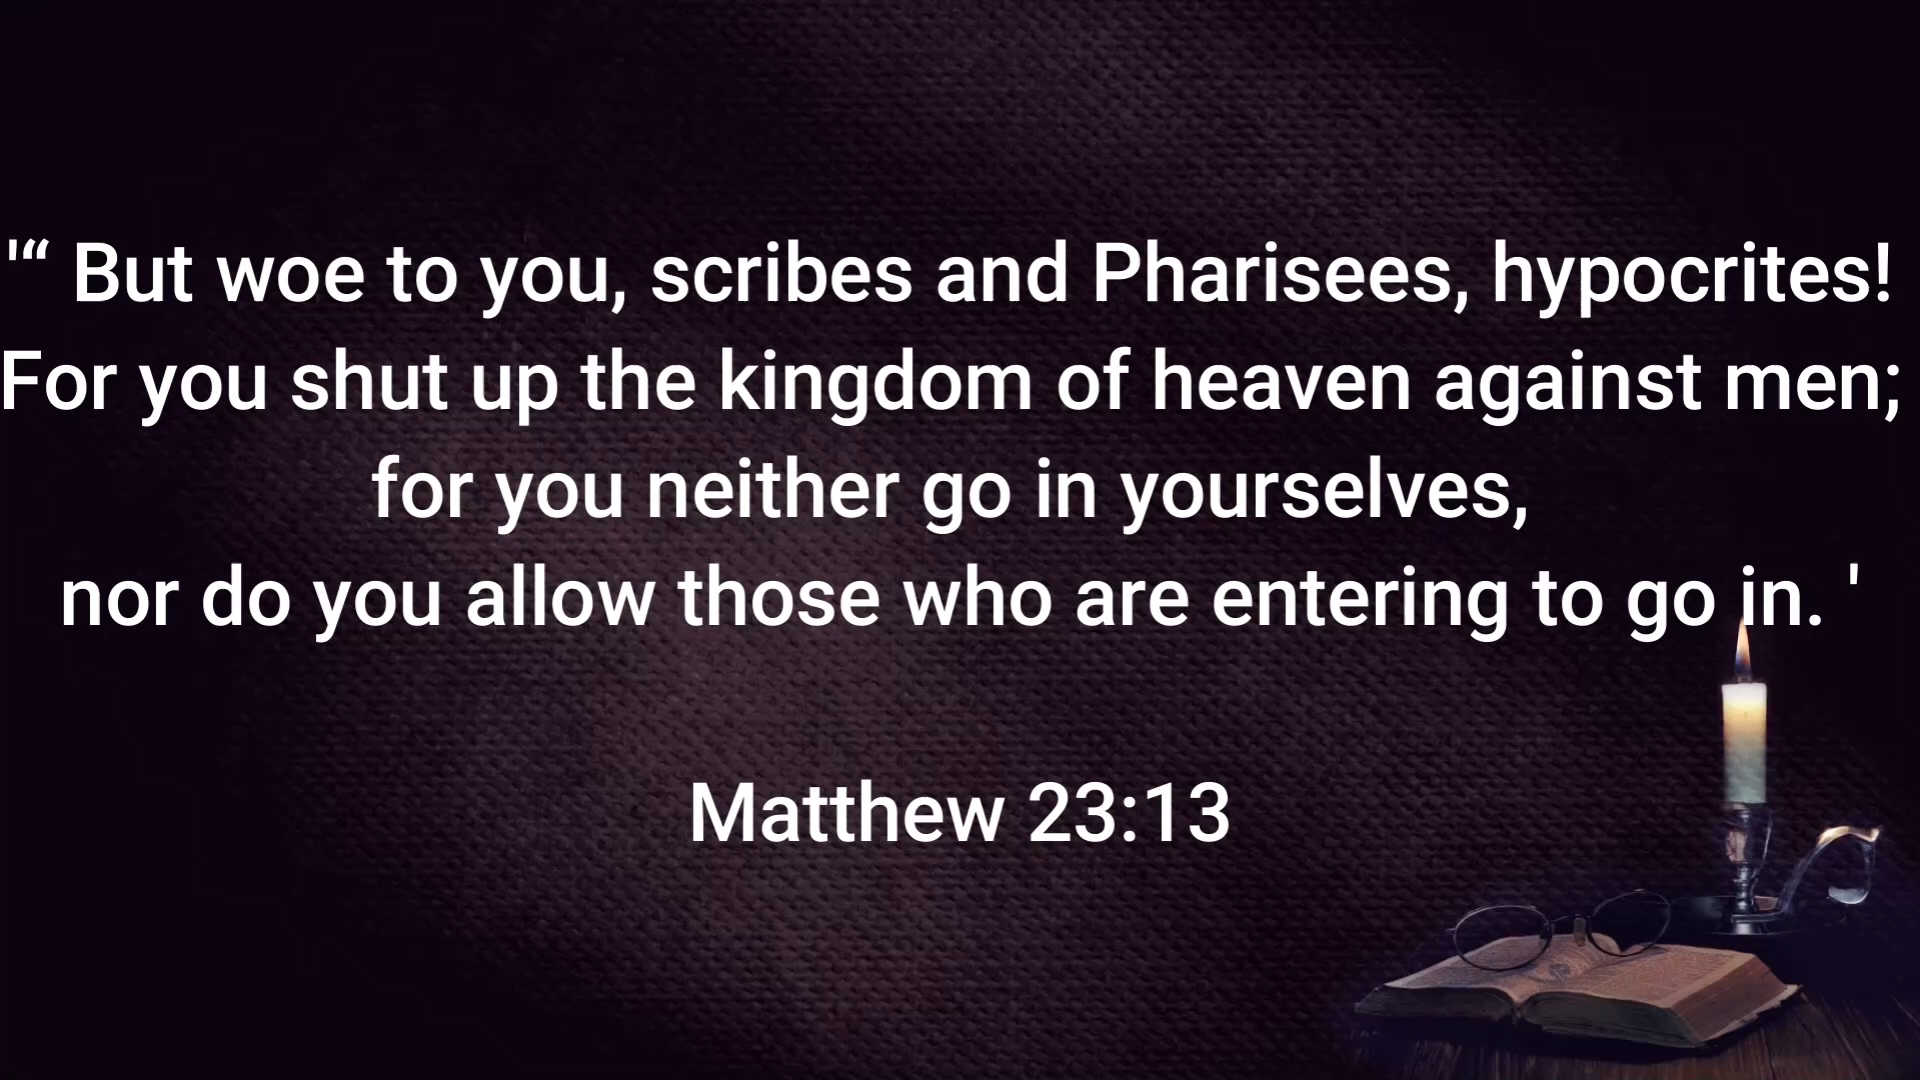 '“ But woe to you, scribes and Pharisees, hypocrites!
For you shut up the kingdom of heaven against men;
for you neither go in yourselves,
nor do you allow those who are entering to go in. '
Matthew 23:13